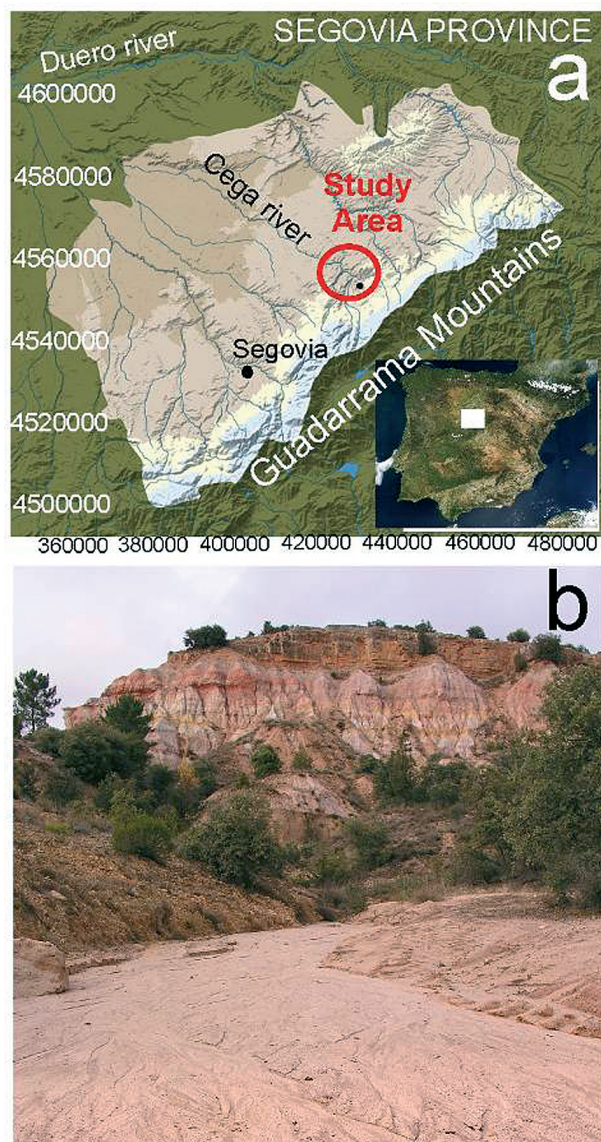 SEGOVIA PROVINCE
a
Duero river
4600000
4580000
Cega river
Study
Area
4560000
4540000
Segovia
Guadarrama Mountains
4520000
4500000
360000 380000 400000 420000 440000 460000 480000
b